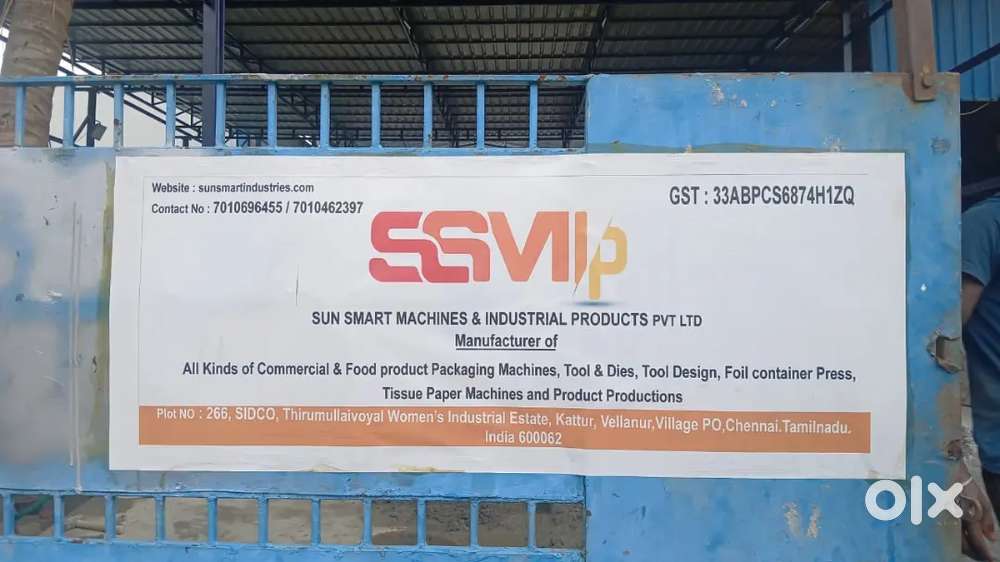 Website : sunsmartindustries.com
Contact No : 7010696455 / 7010462397
GST : 33ABPCS6874H1ZQ
SSMIp
SUN SMART MACHINES & INDUSTRIAL PRODUCTS PVT LTD
Manufacturer of
All Kinds of Commercial & Food product Packaging Machines, Tool & Dies, Tool Design, Foil container Press,
Tissue Paper Machines and Product Productions
Plot NO : 266, SIDCO, Thirumullaivoyal Women's Industrial Estate, Kattur, Vellanur,Village PO,Chennai.Tamilnadu.
India 600062
olx